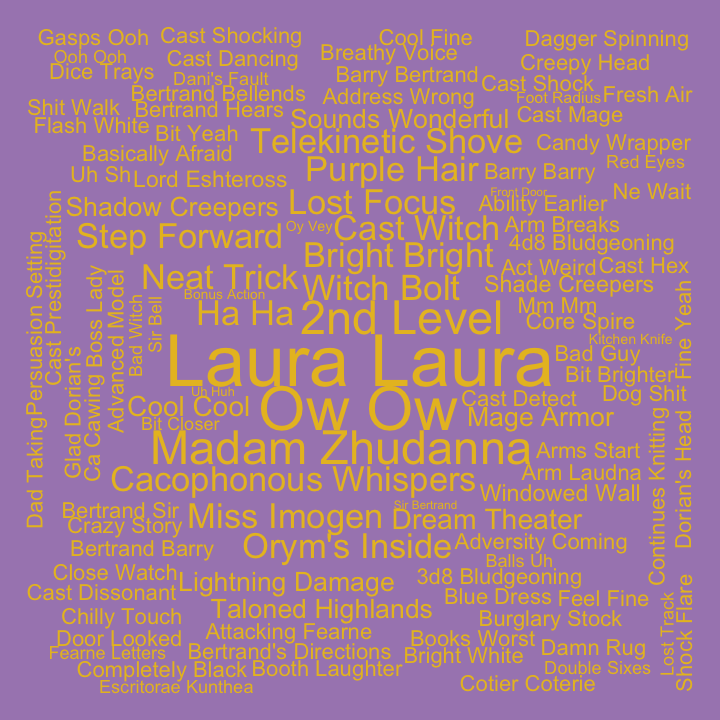 Gasps Ooh
Cast Shocking
Cool Fine
Dagger Spinning
Ooh Ooh
Cast Dancing
Breathy Voice
Creepy Head
Dice Trays
Dani's Fault
Barry Bertrand
Cast Shock
Bertrand Bellends
Address Wrong
Foot Radius
Fresh Air
Shit Walk
Bertrand Hears
Sounds Wonderful
Cast Mage
Flash White
Bit Yeah
Telekinetic Shove
Candy Wrapper
Basically Afraid
Purple Hair
Barry Barry
Red Eyes
Uh Sh
Lord Eshteross
Front Door
Ne Wait
Shadow Creepers
Lost Focus
Ability Earlier
Step Forward
Oy Vey
Cast Witch
Arm Breaks
4d8 Bludgeoning
Bright Bright
Act Weird
Cast Hex
Neat Trick
Witch Bolt
Shade Creepers
Bonus Action
Ha Ha
2nd Level
Mm Mm
Core Spire
Kitchen Knife
Laura Laura
Bad Guy
Bit Brighter
Uh Huh
Dog Shit
Cool Cool
Ow Ow
Cast Detect
Bit Closer
Mage Armor
Madam Zhudanna
Arms Start
Cacophonous Whispers
Arm Laudna
Windowed Wall
Bertrand Sir
Sir Bertrand
Crazy Story
Miss Imogen
Dream Theater
Bertrand Barry
Orym's Inside
Adversity Coming
Balls Uh
Close Watch
Lightning Damage
3d8 Bludgeoning
Cast Dissonant
Blue Dress
Feel Fine
Chilly Touch
Taloned Highlands
Burglary Stock
Door Looked
Attacking Fearne
Books Worst
Damn Rug
Fearne Letters
Bertrand's Directions
Bright White
Completely Black
Booth Laughter
Double Sixes
Escritorae Kunthea
Cotier Coterie
Dad Taking
Persuasion Setting
Cast Prestidigitation
Glad Dorian's
Ca Cawing
Boss Lady
Advanced Model
Bad Witch
Sir Bell
Fine Yeah
Continues Knitting
Dorian's Head
Lost Track
Shock Flare